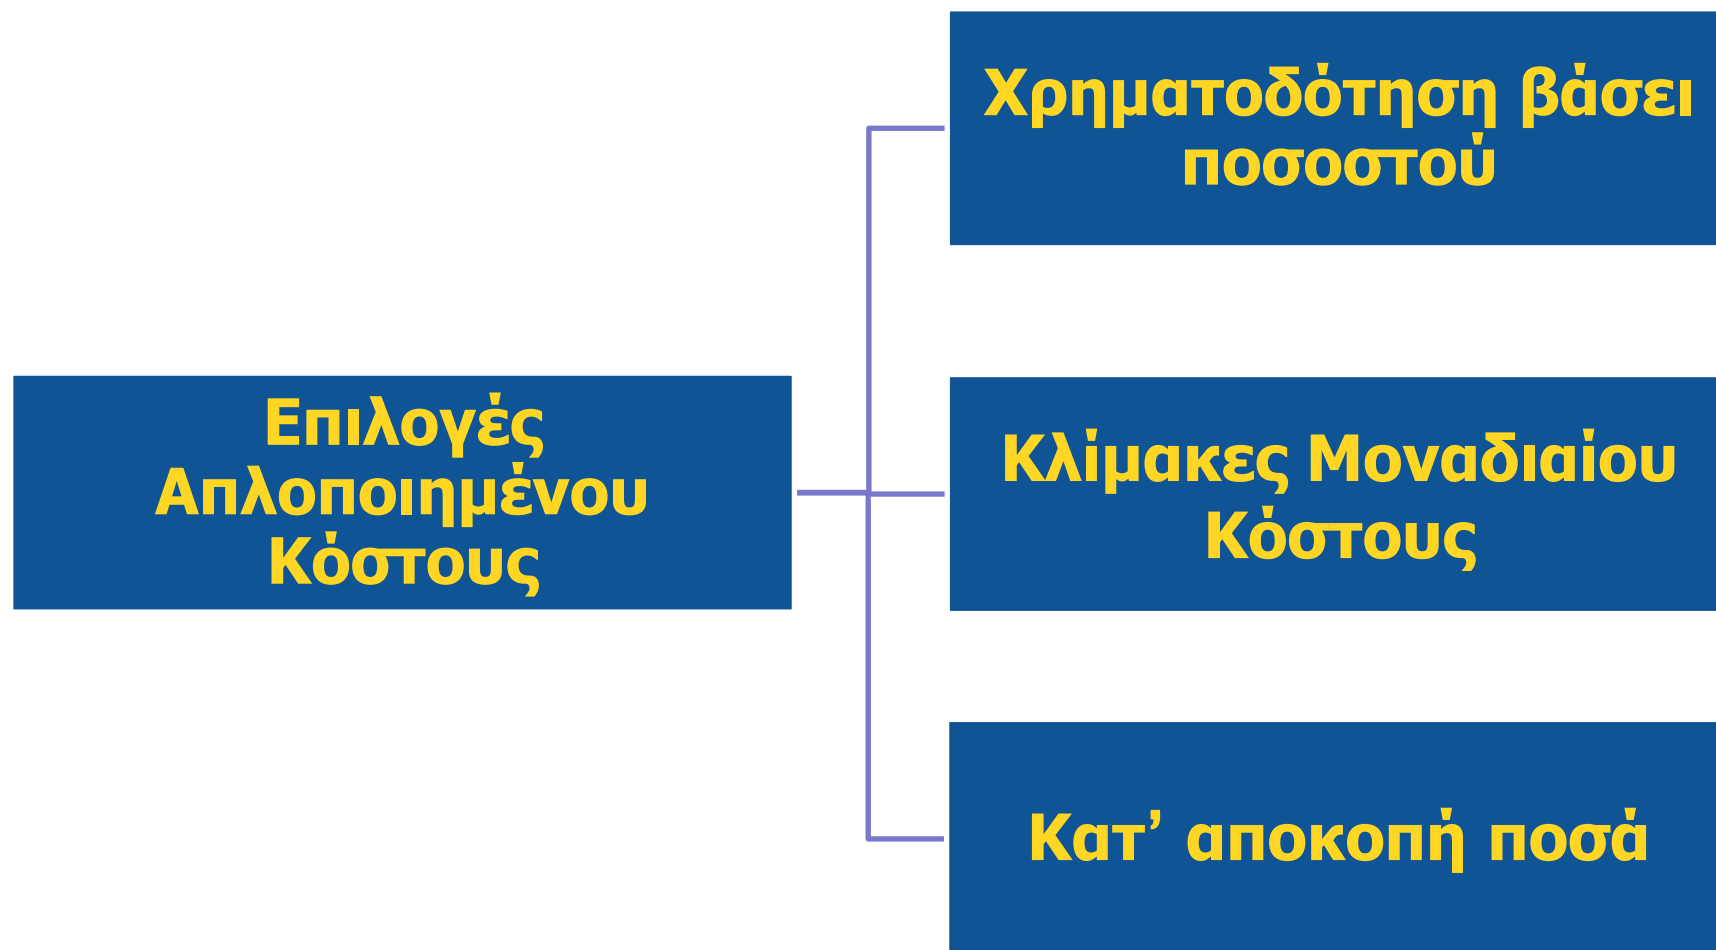 Χρηματοδότηση βάσει
ποσοστού
Επιλογές
Απλοποιημένου
Κόστους
Κλίμακες Μοναδιαίου
Κόστους
Κατ’ αποκοπή ποσά